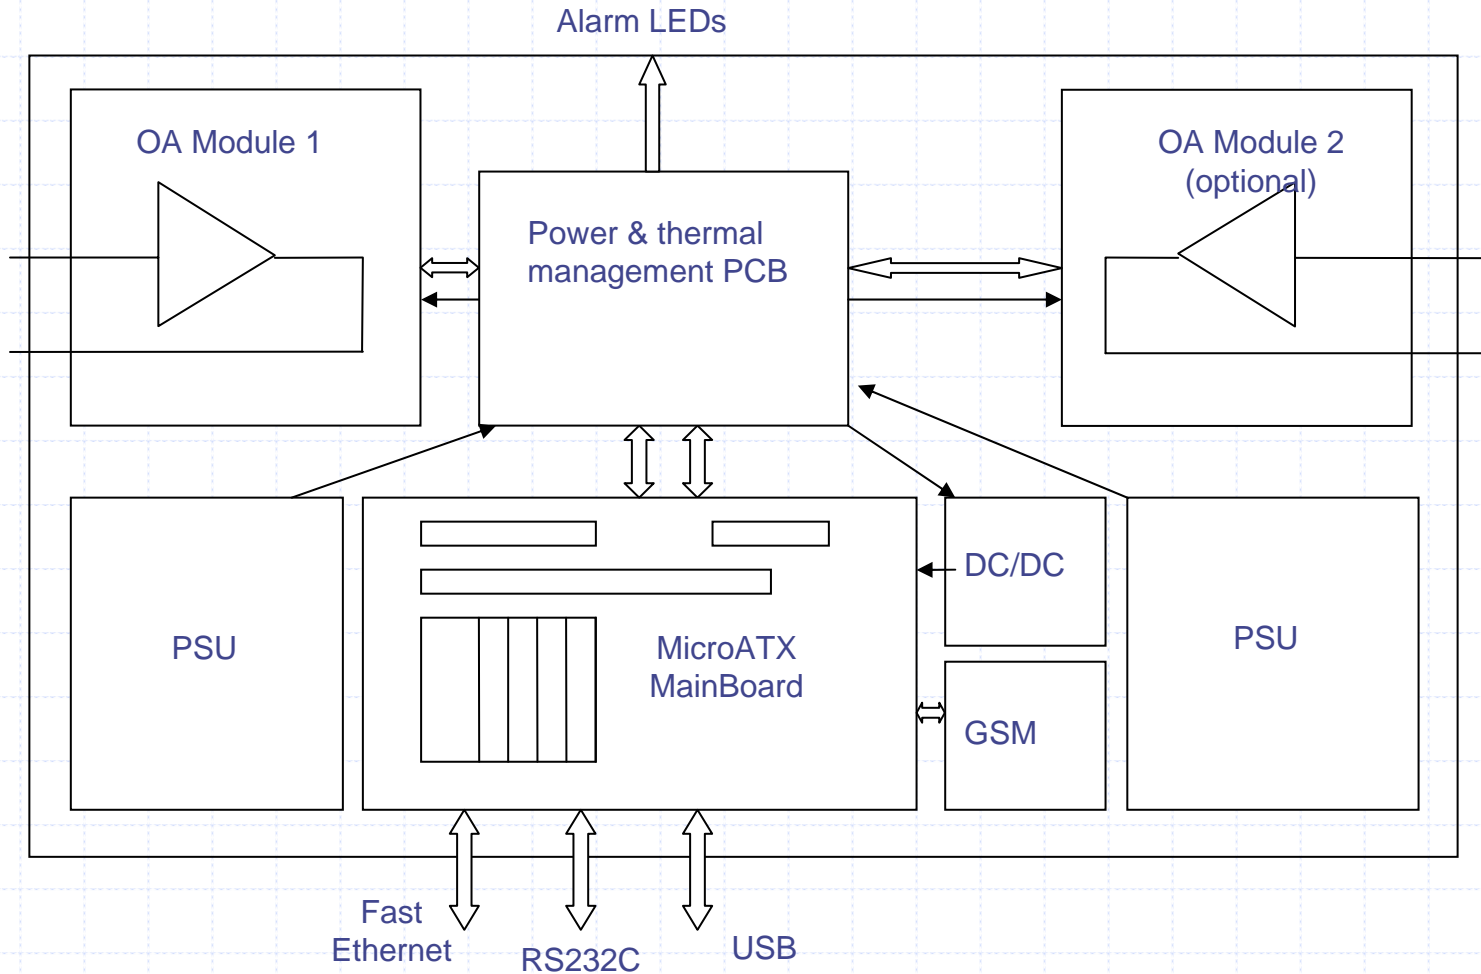 Alarm LEDs
OA Module 1
OA Module 2
(optional)
Power & thermal
management PCB
PSU
MicroATX
MainBoard
DC/DC
GSM
PSU
Fast
Ethernet
RS232C
USB